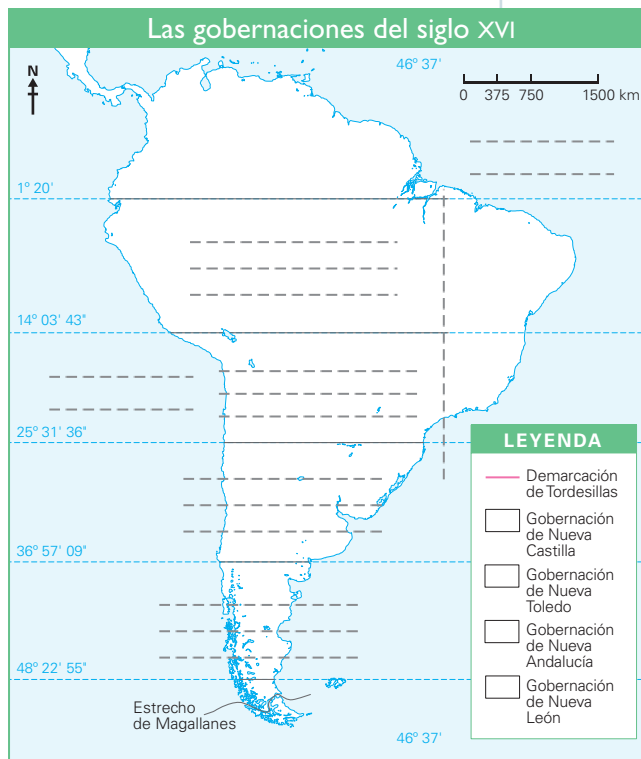 Las gobernaciones del siglo XVI
46° 37'
N
0 375 750 1500 km
1° 20'
14° 03' 43"
25° 31' 36"
36° 57' 09"
48° 22' 55"
Estrecho
de Magallanes
46° 37'
LEYENDA
Demarcación
de Tordesillas
Gobernación
de Nueva
Castilla
Gobernación
de Nueva
Toledo
Gobernación
de Nueva
Andalucía
Gobernación
de Nueva
León